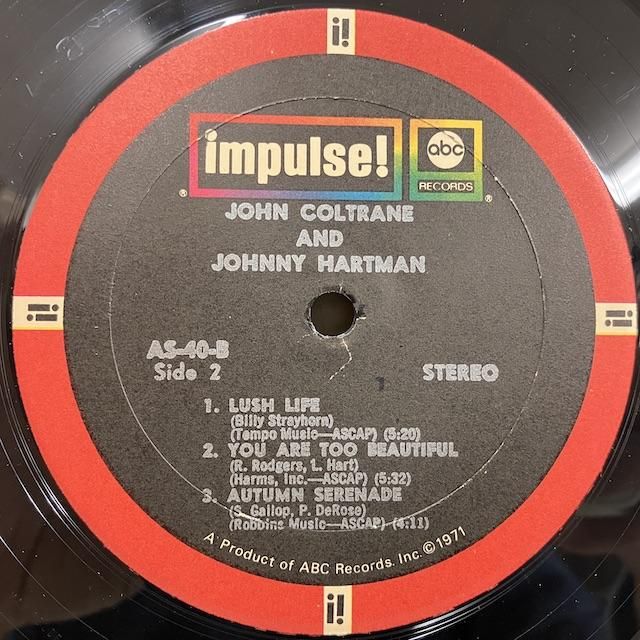 i!
impulse!
abc
RECORDS
®
®
JOHN COLTRANE
AND
JOHNNY HARTMAN
i!
i!
AS-40-B
Side 2
STEREO
1. LUSH LIFE
(Billy Strayhorn)
(Tempo Music—ASCAP) (5:20)
2. YOU ARE TOO BEAUTIFUL
(R. Rodgers, L. Hart)
(Harms, Inc.—ASCAP) (5:32)
3. AUTUMN SERENADE
(S. Gallop, P. DeRose)
(Robbins Music—ASCAP) (4:11)
A Product of ABC Records, Inc. © 1971
i!